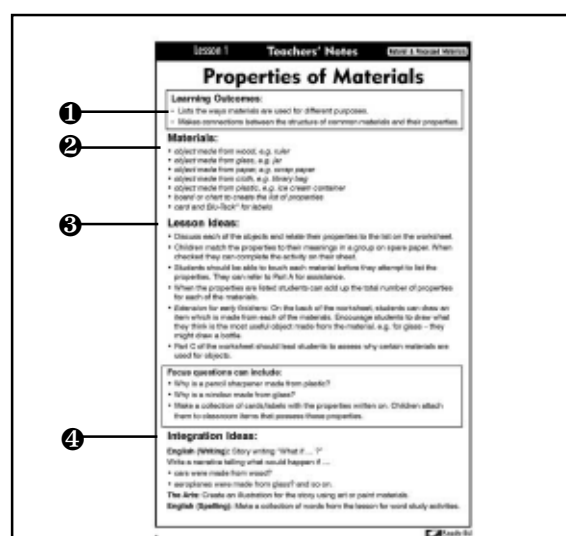 Lesson 1 Teachers' Notes Natural & Processed Materials
Properties of Materials
Learning Outcomes:
• Lists the ways materials are used for different purposes.
• Makes connections between the structure of common materials and their properties.
Materials:
• object made from wood, e.g. ruler
• object made from glass, e.g. jar
• object made from paper, e.g. scrap paper
• object made from cloth, e.g. library bag
• object made from plastic, e.g. ice cream container
• board or chart to create the list of properties
• card and Blu-Tack® for labels
Lesson Ideas:
• Discuss each of the objects and relate their properties to the list on the worksheet.
• Children match the properties to their meanings in a group on spare paper. When
checked they can complete the activity on their sheet.
• Students should be able to touch each material before they attempt to list the
properties. They can refer to Part A for assistance.
• When the properties are listed students can add up the total number of properties
for each of the materials.
• Extension for early finishers: On the back of the worksheet, students can draw an
item which is made from each of the materials. Encourage students to draw what
they think is the most useful object made from the material, e.g. for glass – they
might draw a bottle.
• Part C of the worksheet should lead students to assess why certain materials are
used for objects.
Focus questions can include:
• Why is a pencil sharpener made from plastic?
• Why is a window made from glass?
• Make a collection of cards/labels with the properties written on. Children attach
them to classroom items that possess these properties.
Integration Ideas:
English (Writing): Story writing "What if ... ?"
Write a narrative telling what would happen if ...
• cars were made from wood?
• aeroplanes were made from glass? and so on.
The Arts: Create an illustration for the story using art or paint materials.
English (Spelling): Make a collection of words from the lesson for word study activities.
❶
❷
❸
❹